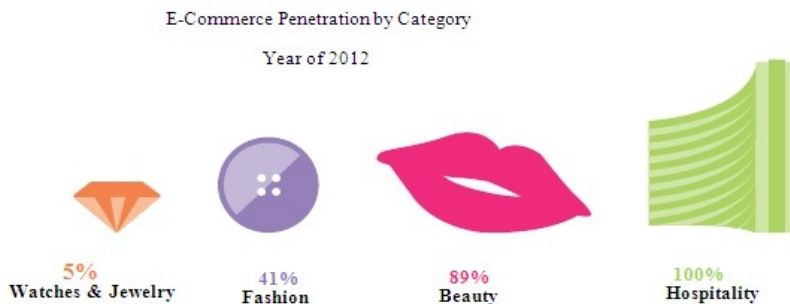 E-Commerce Penetration by Category
Year of 2012
5%
Watches & Jewelry
41%
Fashion
89%
Beauty
100%
Hospitality